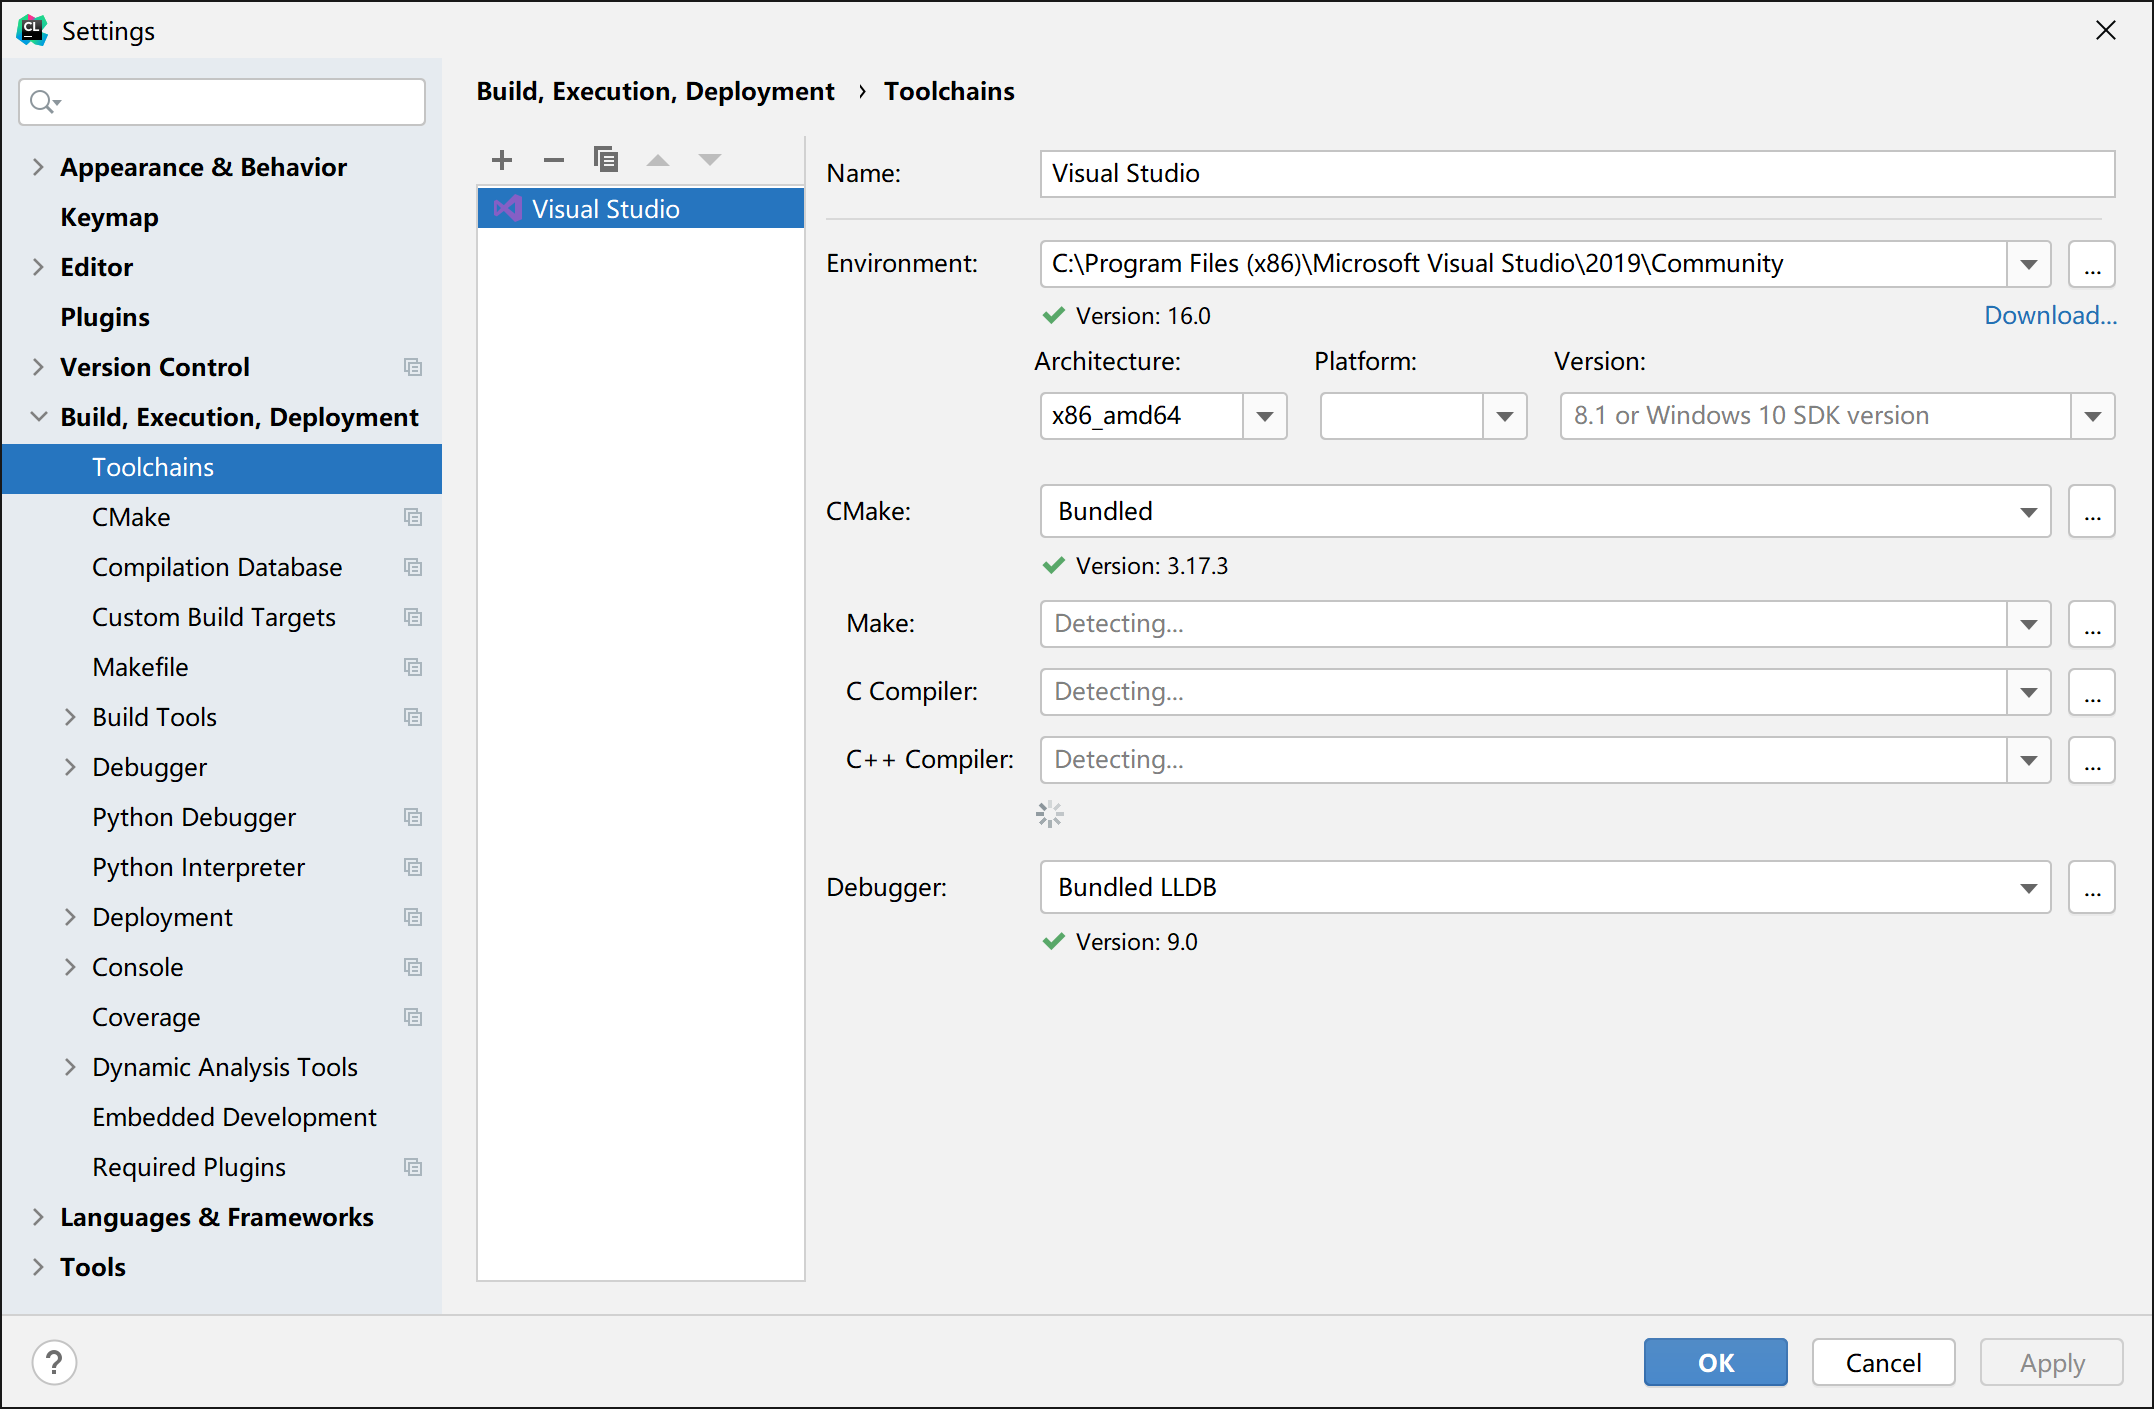 CL
Settings
Appearance & Behavior
Keymap
Editor
Plugins
Version Control
Build, Execution, Deployment
Toolchains
CMake
Compilation Database
Custom Build Targets
Makefile
Build Tools
Debugger
Python Debugger
Python Interpreter
Deployment
Console
Coverage
Dynamic Analysis Tools
Embedded Development
Required Plugins
Languages & Frameworks
Tools
Build, Execution, Deployment › Toolchains
Visual Studio
Name: Visual Studio
Environment: C:\Program Files (x86)\Microsoft Visual Studio\2019\Community ...
Version: 16.0 Download...
Architecture: Platform: Version:
x86_amd64 8.1 or Windows 10 SDK version
CMake: Bundled ...
Version: 3.17.3
Make: Detecting... ...
C Compiler: Detecting... ...
C++ Compiler: Detecting... ...
Debugger: Bundled LLDB ...
Version: 9.0
? OK Cancel Apply